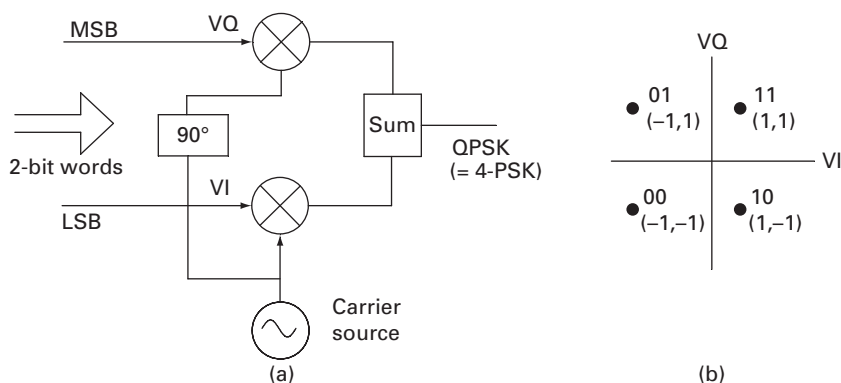 MSB
VQ
90°
Sum
QPSK
(= 4-PSK)
2-bit words
VI
LSB
Carrier
source
(a)
VQ
01
(–1,1)
11
(1,1)
VI
00
(–1,–1)
10
(1,–1)
(b)